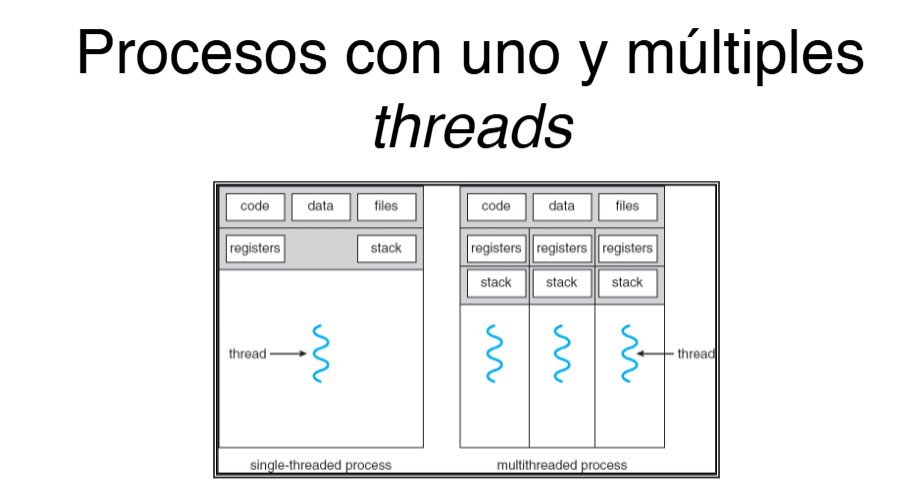 Procesos con uno y múltiples
threads
code data files
registers stack
thread
single-threaded process
code data files
registers registers registers
stack stack stack
thread
multithreaded process